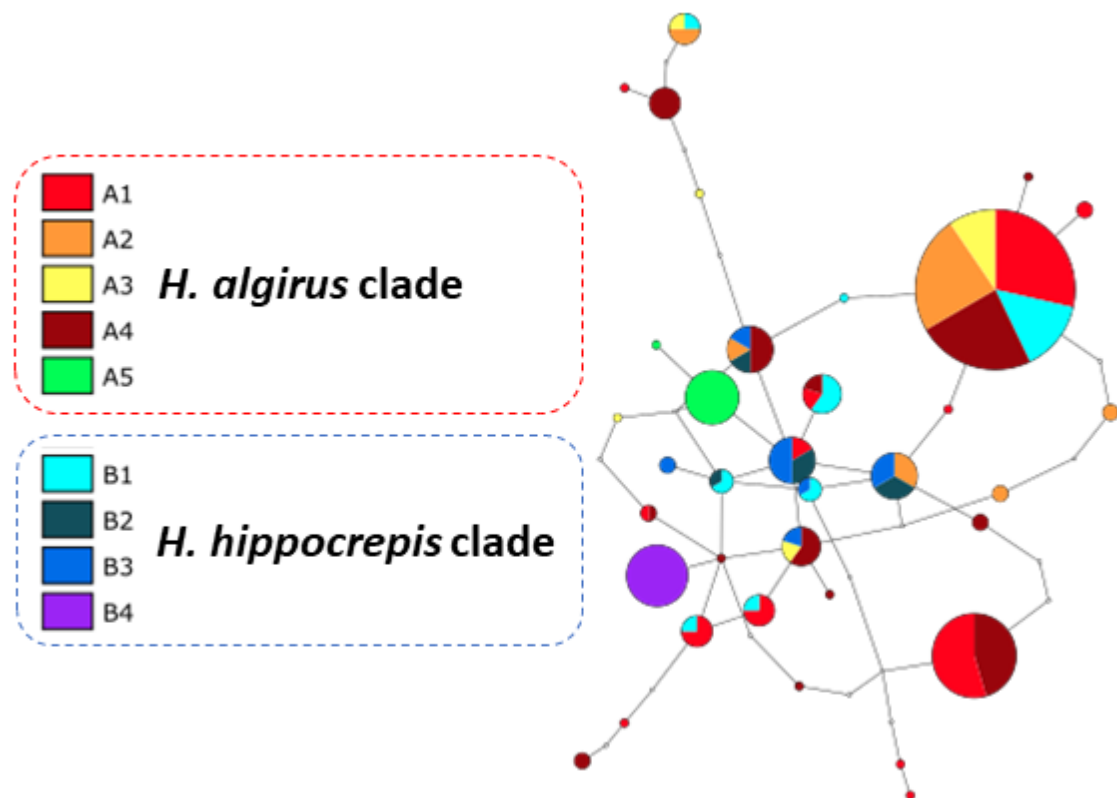 A1
A2
A3
A4
A5
H. algirus clade
B1
B2
B3
B4
H. hippocrepis clade